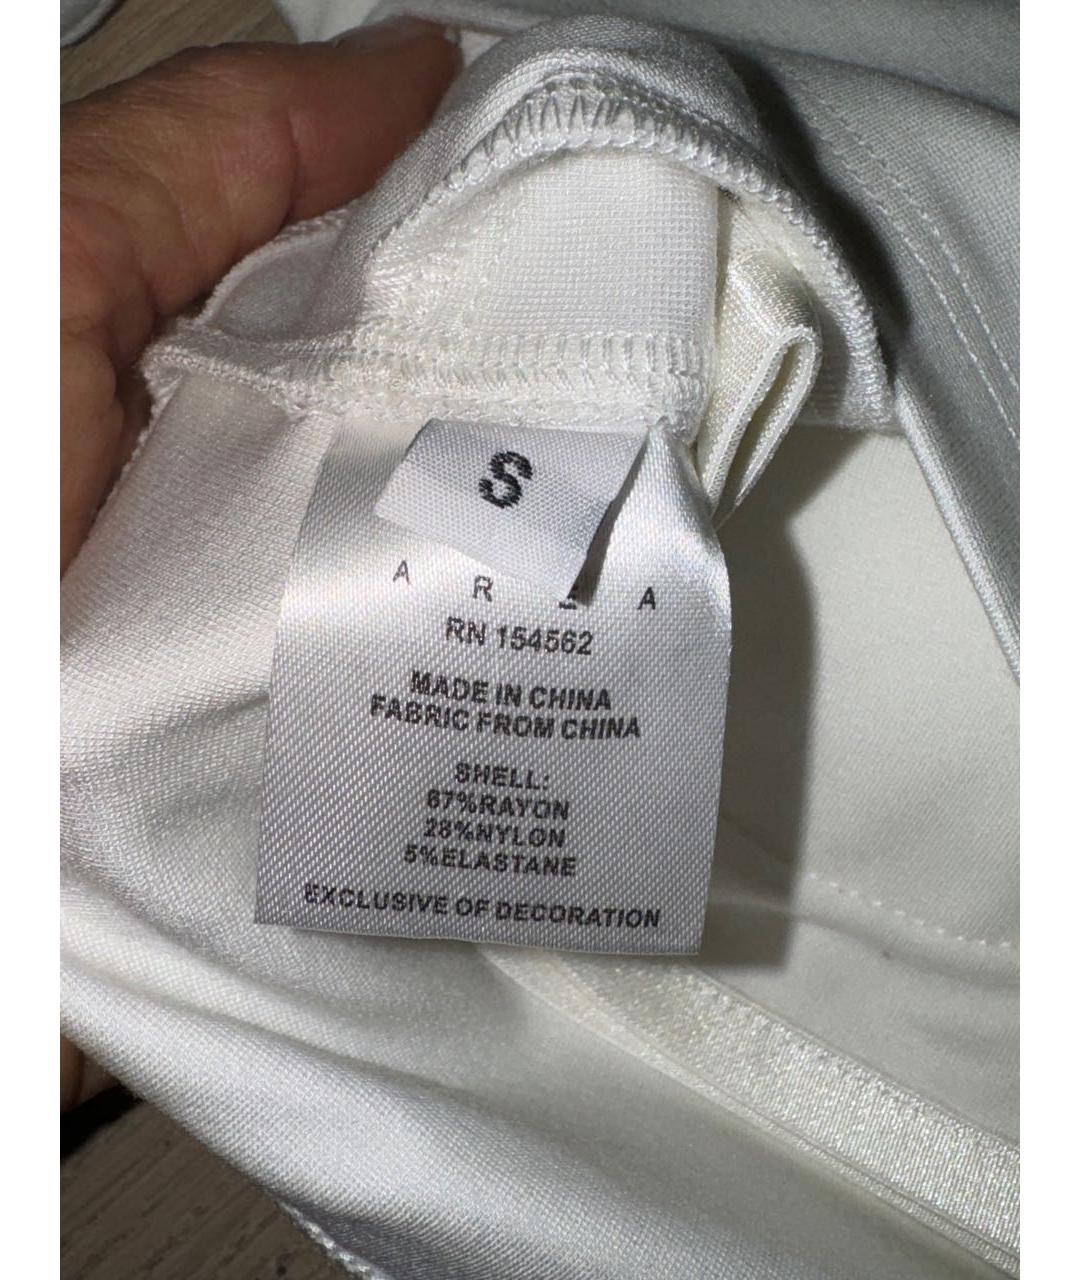 S
A R E A
RN 154562
MADE IN CHINA
FABRIC FROM CHINA
SHELL:
67%RAYON
28%NYLON
5%ELASTANE
EXCLUSIVE OF DECORATION